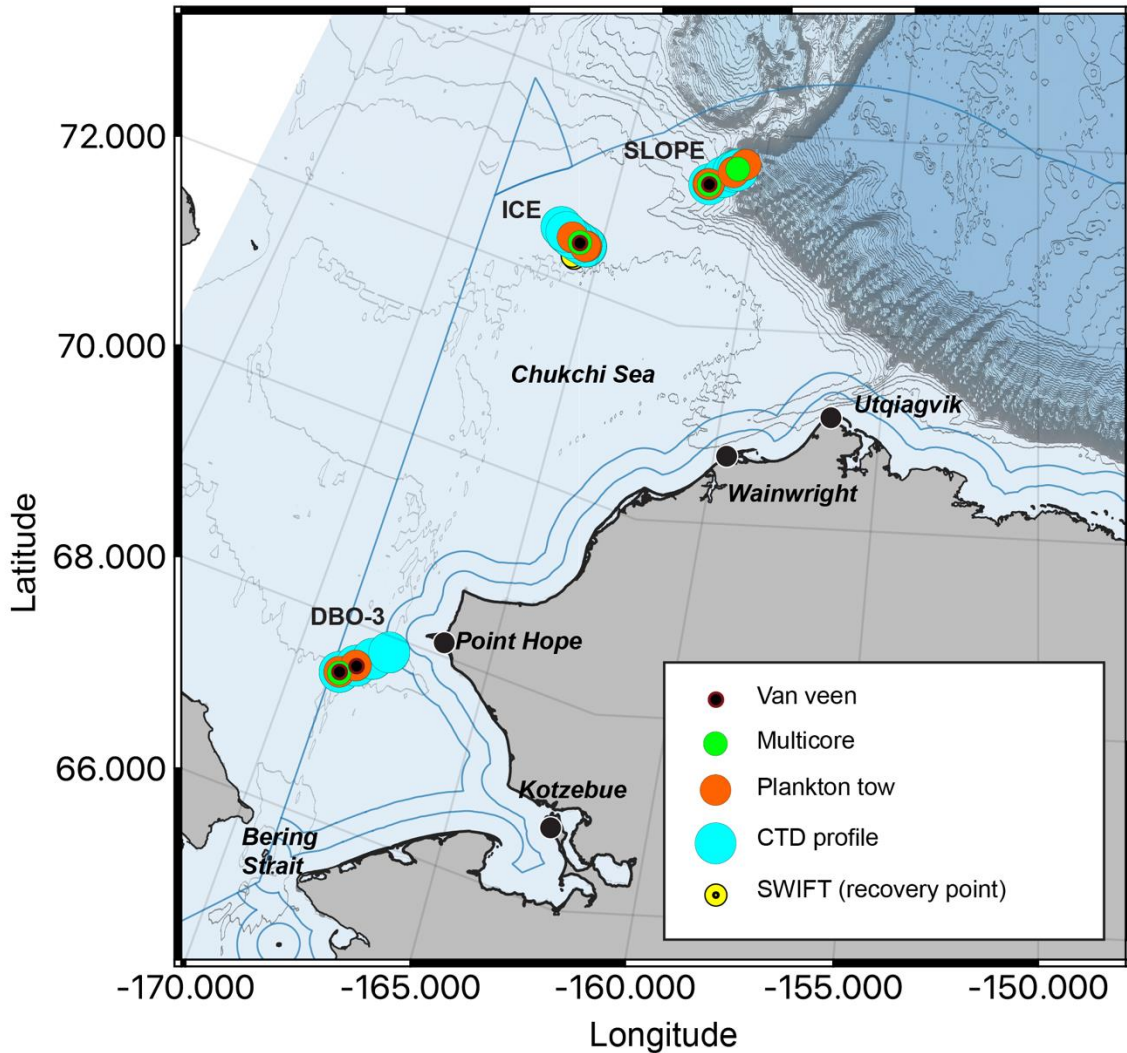 72.000
SLOPE
ICE
70.000
Chukchi Sea
Utqiagvik
Wainwright
Latitude
68.000
DBO-3
Point Hope
Van veen
Multicore
66.000
Plankton tow
Kotzebue
Bering
Strait
CTD profile
SWIFT (recovery point)
-170.000
-165.000
-160.000
-155.000
-150.000
Longitude